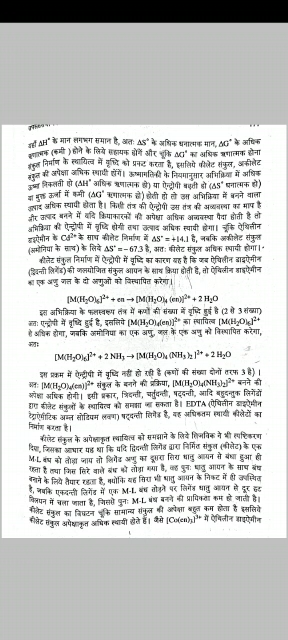 यहाँ ΔH° के मान लगभग समान है, अतः ΔS° के अधिक धनात्मक मान, ΔG° के अधिक
ऋणात्मक (कमी) होने के लिये सहायक होगें और चूंकि ΔG° का अधिक ऋणात्मक होना
संकुल निर्माण के स्थायित्व में वृद्धि को प्रगट करता है, इसलिये कीलेट संकुल, अकीलेट
संकुल की अपेक्षा अधिक स्थायी होगें। ऊष्मागतिकी के नियमानुसार अभिक्रिया में अधिक
ऊष्मा निकलती हो (ΔH° अधिक ऋणात्मक हो) या ऐन्ट्रोपी बढ़ती हो (ΔS° धनात्मक हो)
या मुक्त ऊर्जा में कमी (ΔG° ऋणात्मक हो) होती हो तो उस अभिक्रिया में बनने वाला
उत्पाद अधिक स्थायी होता है। किसी तंत्र की एन्ट्रोपी उस तंत्र की अव्यवस्था का माप है
और उत्पाद बनने में यदि क्रियाकारकों की अपेक्षा अधिक अव्यवस्था पैदा होती है तो
अभिक्रिया की ऐन्ट्रोपी में वृद्धि होगी तथा उत्पाद अधिक स्थायी होगा। चूंकि ऐथिलीन
डाइऐमीन के Cd²⁺ के साथ कीलेट निर्माण में ΔS° = +14.1 है, जबकि अकीलेट संकुल
(अमोनिया के साथ) के लिये ΔS° = – 67.3 है, अतः कीलेट संकुल अधिक स्थायी होगा।
कीलेट संकुल निर्माण में ऐन्ट्रोपी में वृद्धि का कारण यह है कि जब ऐथिलीन डाइऐमीन
(द्विदन्ती लिगेंड) की जलयोजित संकुल आयन के साथ क्रिया होती है, तो ऐथिलीन डाइऐमीन
का एक अणु जल के दो अणुओं को विस्थापित करेगा।
[M(H₂O)₆]²⁺ + en → [M(H₂O)₄ (en)]²⁺ + 2 H₂O
इस अभिक्रिया के फलस्वरूप तंत्र में कणों की संख्या में वृद्धि हुई है (2 से 3 संख्या)
अतः एन्ट्रोपी में वृद्धि हुई है, इसलिये [M(H₂O)₄(en)]²⁺ का स्थायित्व [M(H₂O)₆]²⁺
से अधिक होगा, जबकि अमोनिया का एक अणु, जल के एक अणु को विस्थापित करेगा,
अतः
[M(H₂O)₆]²⁺ + 2 NH₃ → [M(H₂O)₄ (NH₃)₂ ]²⁺ + 2 H₂O
इस प्रकम में ऐन्ट्रोपी में वृद्धि नहीं हो रही है (कणों की संख्या दोनों तरफ 3 है)।
अतः [M(H₂O)₄(en)]²⁺ संकुल के बनने की प्रक्रिया, [M(H₂O)₄(NH₃)₂]²⁺ बनने की
अपेक्षा अधिक होगी। इसी प्रकार, त्रिदन्ती, चर्तुदन्ती, षट्दन्ती, आदि बहुदन्तुक लिगेंडों
द्वारा कीलेट संकुलों के स्थायित्व को समझा जा सकता है। EDTA (ऐथिलीन डाइऐमीन
टेट्राऐसीटिक अम्ल सोडियम लवण) षट्दन्ती लिगेंड है, वह अधिकतम स्थायी कीलेटों का
निर्माण करता है।
कीलेट संकुल के अपेक्षाकृत स्थायित्व को समझाने के लिये लिजविक ने भी स्पष्टिकरण
दिया, जिसका आधार यह था कि यदि द्विदन्ती लिगेंड द्वारा निर्मित संकुल (कीलेट) के एक
M-L बंध को तोड़ा जाय तो लिगेंड अणु का दूसरा सिरा धातु आयन से बंधा हुआ ही
रहता है तथा जिस सिरे वाले बंध को तोड़ा गया है, वह पुनः धातु आयन के साथ बंध
बनाने के लिये तैयार रहता है, क्योंकि यह सिरा भी धातु आयन के निकट में ही उपस्थित
है, जबकि एकदन्ती लिगेंड में एक M-L बंध तोड़ने पर लिगेंड धातु आयन से दूर हट
विलयन में चला जाता है, जिससे पुनः M-L बंध बनने की प्रायिकता कम हो जाती है।
कीलेट संकुल का विघटन चूंकि सामान्य संकुल की अपेक्षा बहुत कम होता है इसलिये
कीलेट संकुल अपेक्षाकृत अधिक स्थायी होते हैं। जैसे [Co(en)₃]³⁺ में ऐथिलीन डाइऐमीन